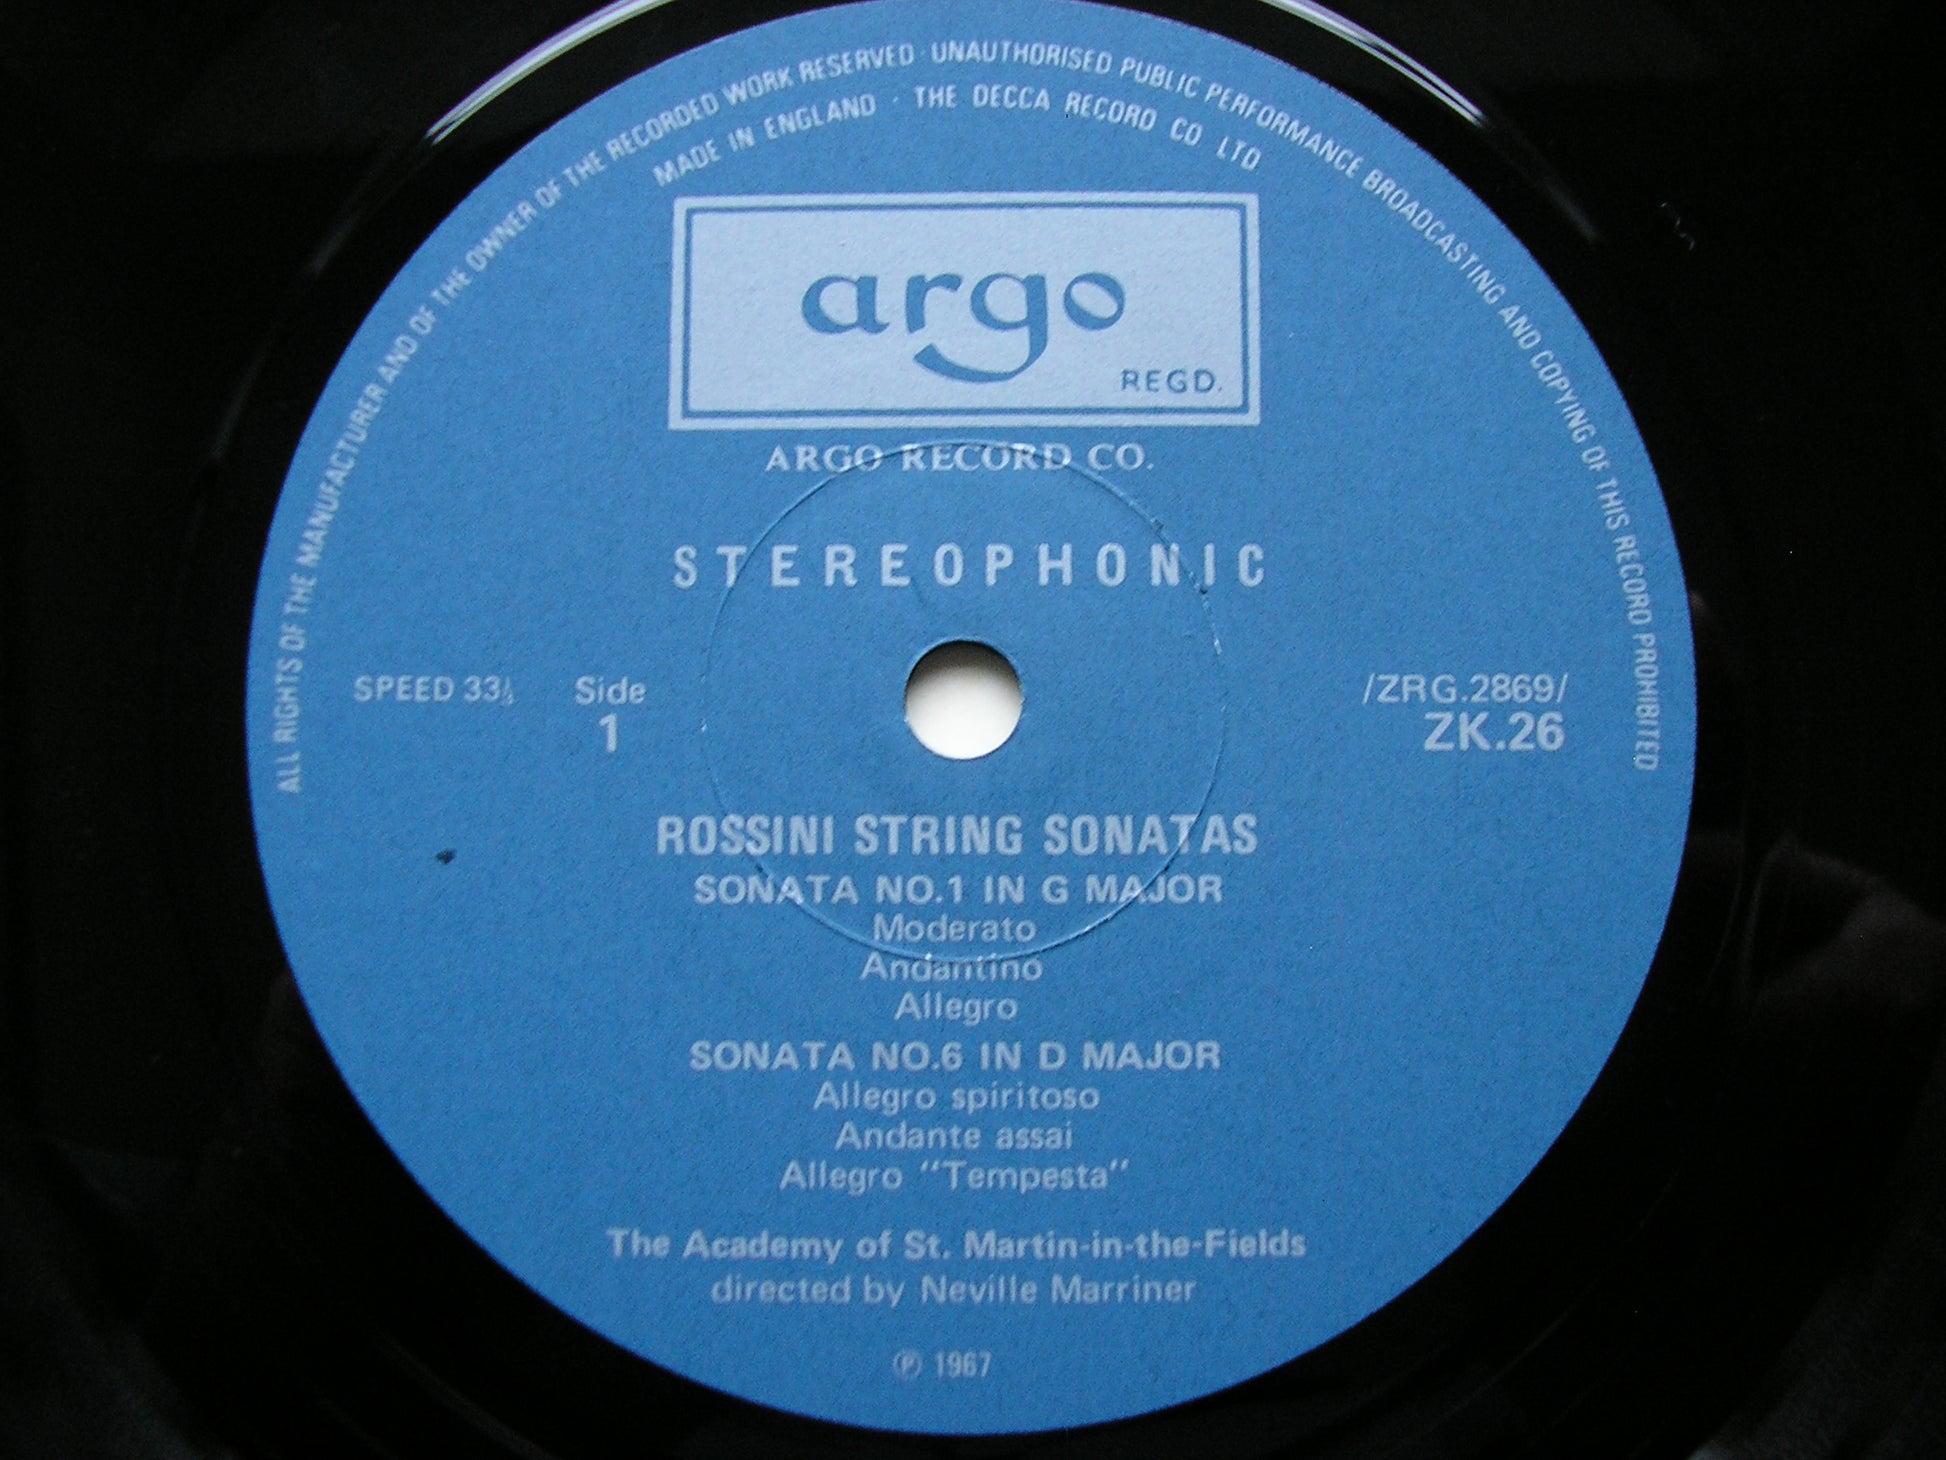 ALL RIGHTS OF THE MANUFACTURER AND OF THE OWNER OF THE RECORDED WORK RESERVED · UNAUTHORISED PUBLIC PERFORMANCE BROADCASTING AND COPYING OF THIS RECORD PROHIBITED
MADE IN ENGLAND · THE DECCA RECORD CO LTD
argo
REGD.
ARGO RECORD CO.
STEREOPHONIC
SPEED 33⅓ Side /ZRG.2869/
1 ZK.26
ROSSINI STRING SONATAS
SONATA NO.1 IN G MAJOR
Moderato
Andantino
Allegro
SONATA NO.6 IN D MAJOR
Allegro spiritoso
Andante assai
Allegro "Tempesta"
The Academy of St. Martin-in-the-Fields
directed by Neville Marriner
℗ 1967